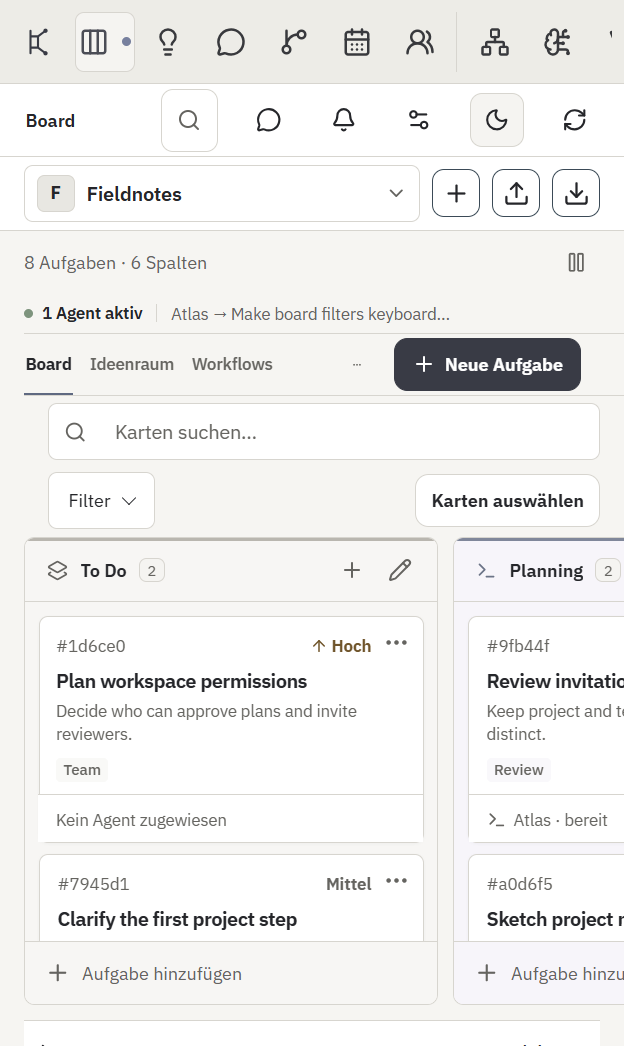 Board
F Fieldnotes
8 Aufgaben · 6 Spalten
1 Agent aktiv Atlas → Make board filters keyboard...
Board Ideenraum Workflows ... Neue Aufgabe
Karten suchen...
Filter Karten auswählen
To Do 2
#1d6ce0 ↑ Hoch
Plan workspace permissions
Decide who can approve plans and invite
reviewers.
Team
Kein Agent zugewiesen
#7945d1 Mittel
Clarify the first project step
Aufgabe hinzufügen
Planning 2
#9fb44f
Review
Keep project and
distinct.
Review
Atlas · bereit
#a0d6f5
Sketch project
Aufgabe